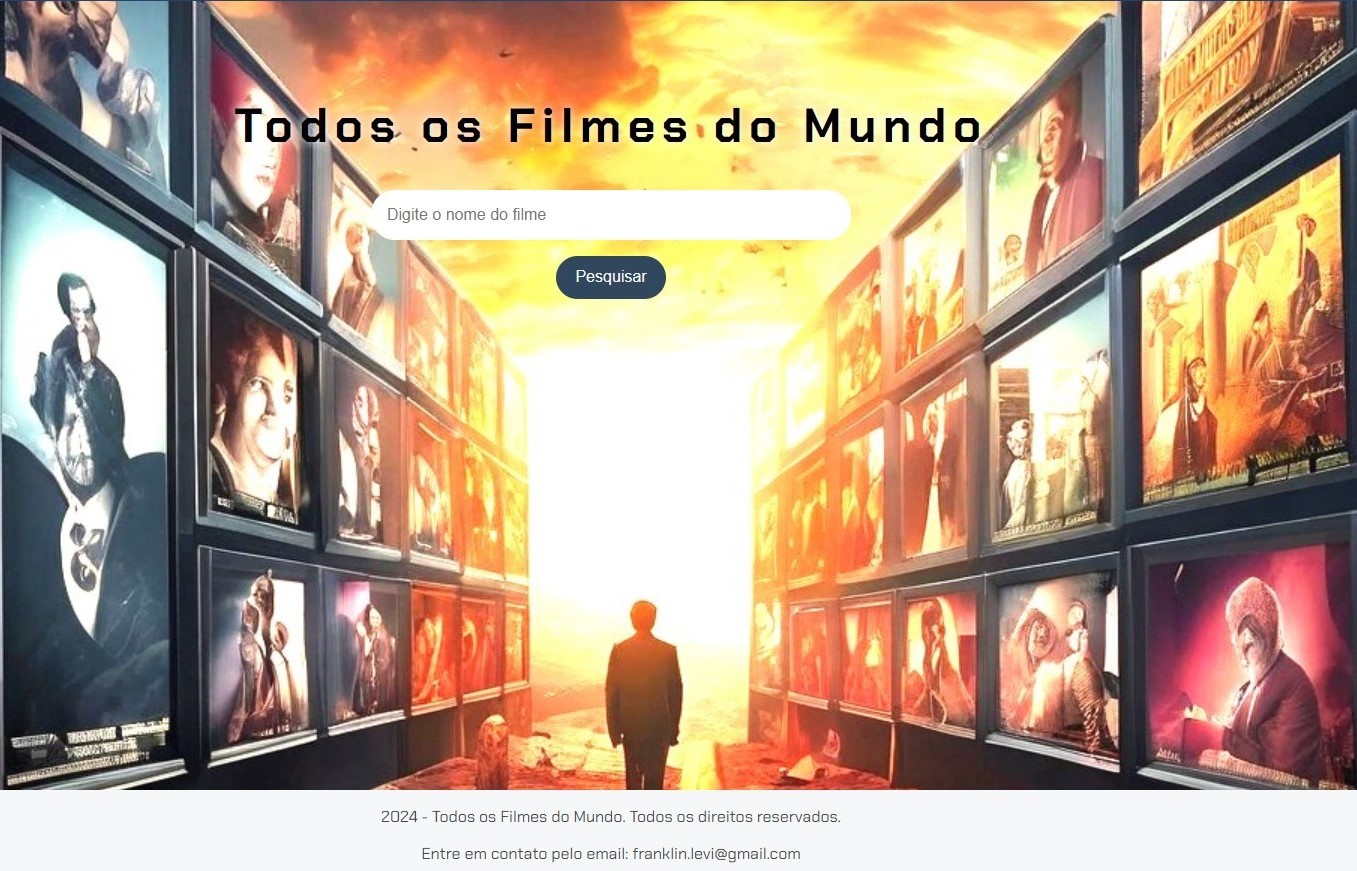 Todos os Filmes do Mundo
Digite o nome do filme
Pesquisar
2024 - Todos os Filmes do Mundo. Todos os direitos reservados.
Entre em contato pelo email: franklin.levi@gmail.com